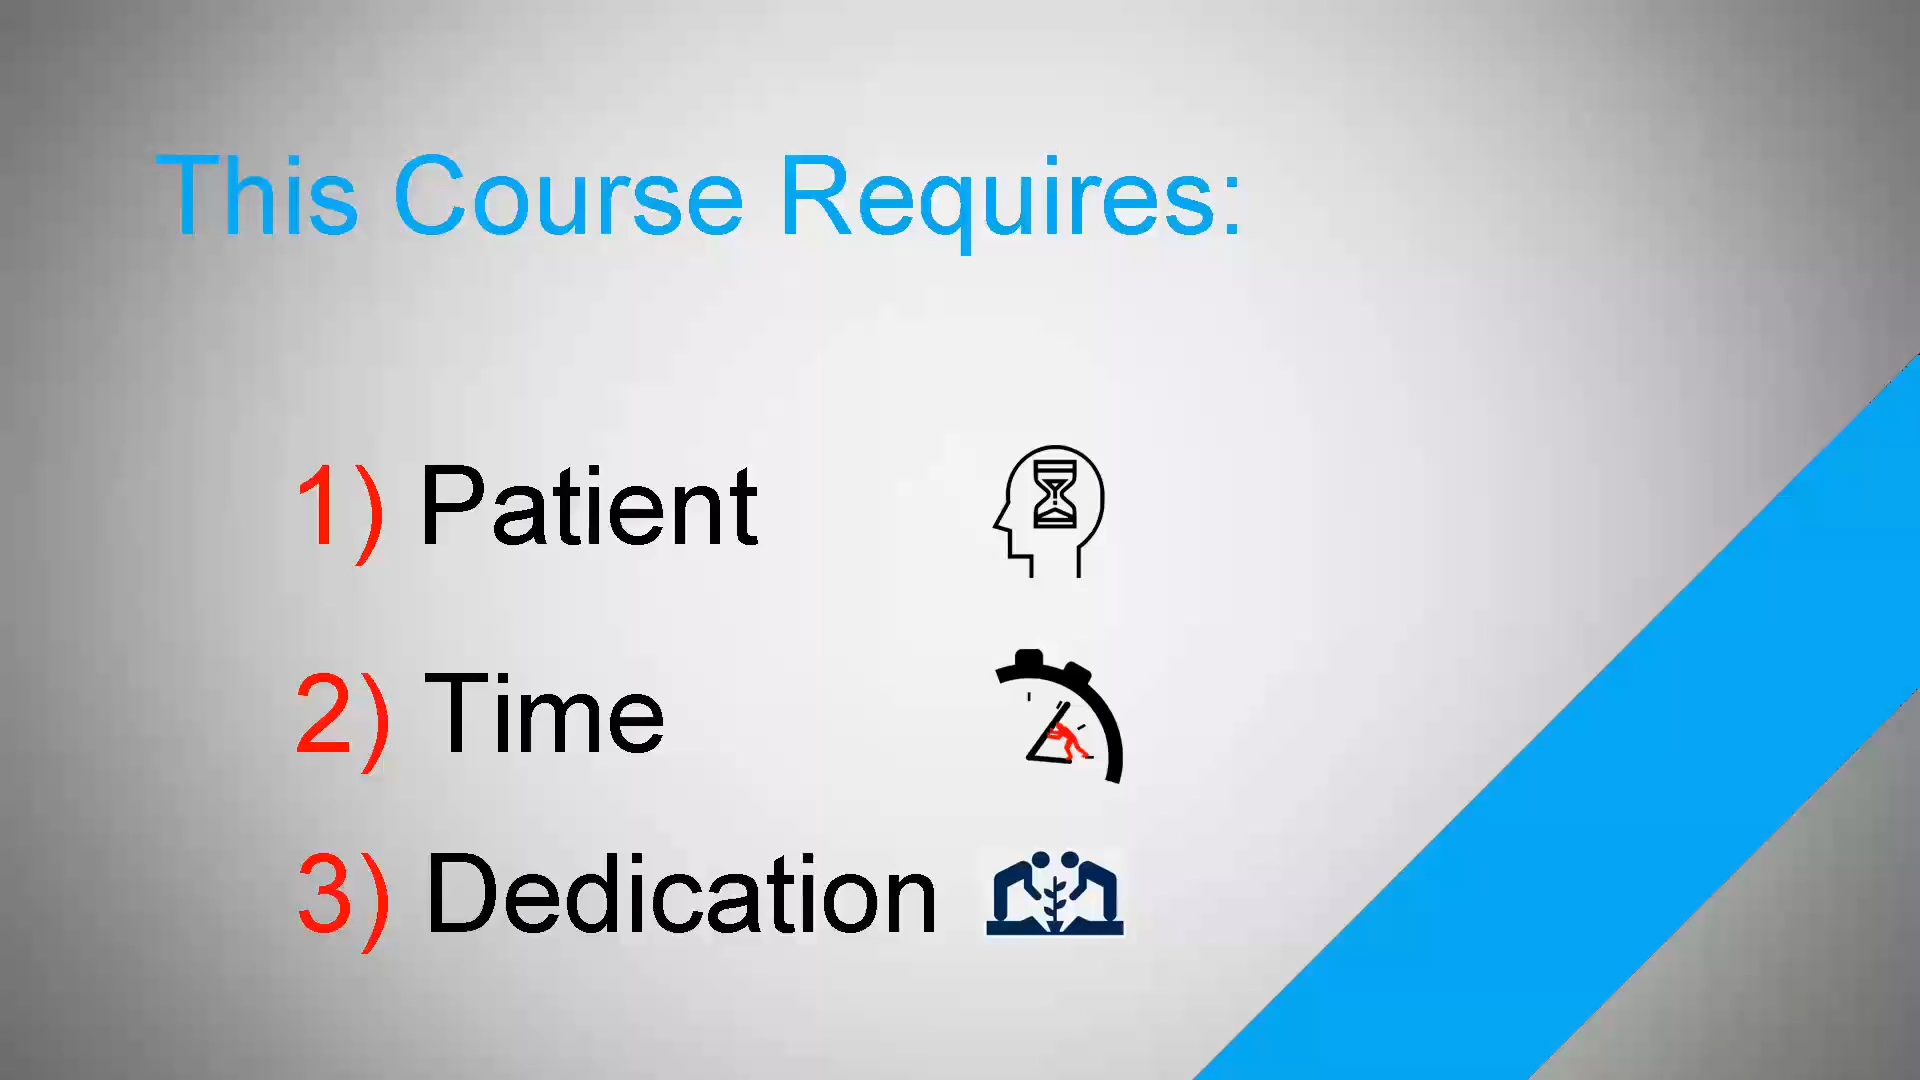 This Course Requires:
1) Patient
2) Time
3) Dedication